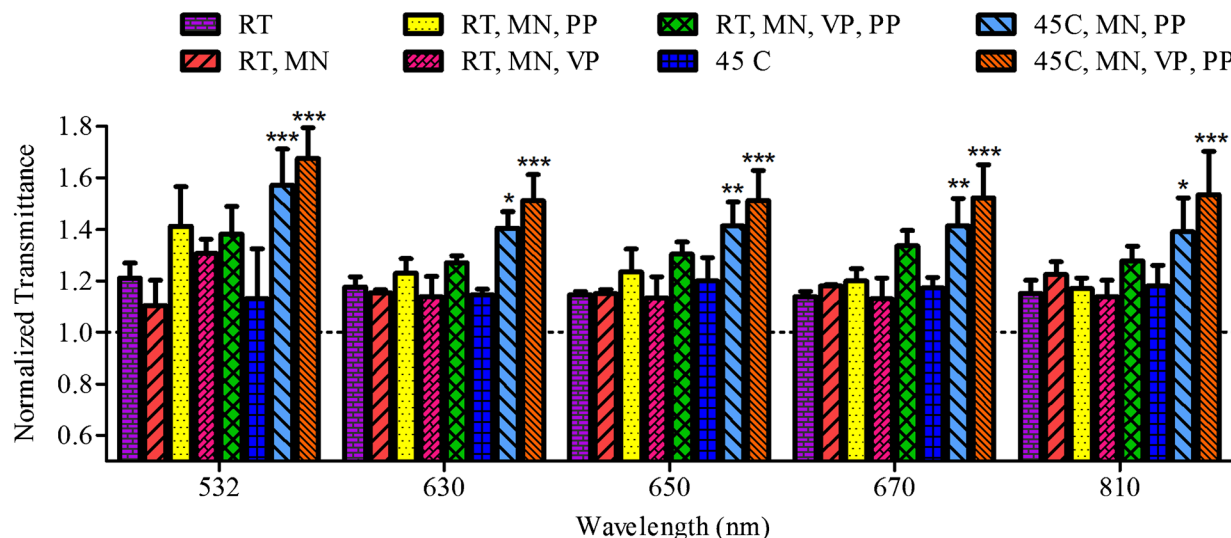 RT RT, MN, PP RT, MN, VP, PP 45C, MN, PP
RT, MN RT, MN, VP 45 C 45C, MN, VP, PP
Normalized Transmittance
1.8
1.6
1.4
1.2
1.0
0.8
0.6
*** ***
* ***
** ***
** ***
* ***
532 630 650 670 810
Wavelength (nm)